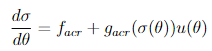 dσ/dθ = f_acr + g_acr(σ(θ))u(θ)